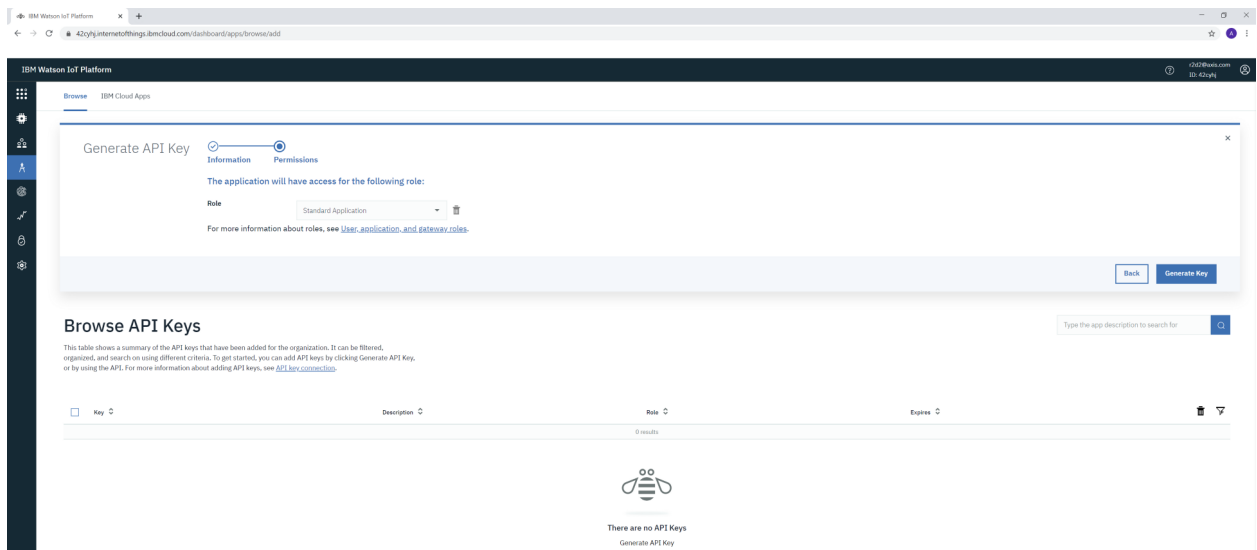 IBM Watson IoT Platform
42cyhj.internetofthings.ibmcloud.com/dashboard/apps/browse/add
A
IBM Watson IoT Platform
r2d2@axis.com
ID: 42cyhj
Browse IBM Cloud Apps
Generate API Key
Information Permissions
The application will have access for the following role:
Role
Standard Application
For more information about roles, see User, application, and gateway roles.
Back Generate Key
Browse API Keys
Type the app description to search for
This table shows a summary of the API keys that have been added for the organization. It can be filtered,
organized, and search on using different criteria. To get started, you can add API keys by clicking Generate API Key,
or by using the API. For more information about adding API keys, see API key connection.
Key Description Role Expires
0 results
There are no API Keys
Generate API Key